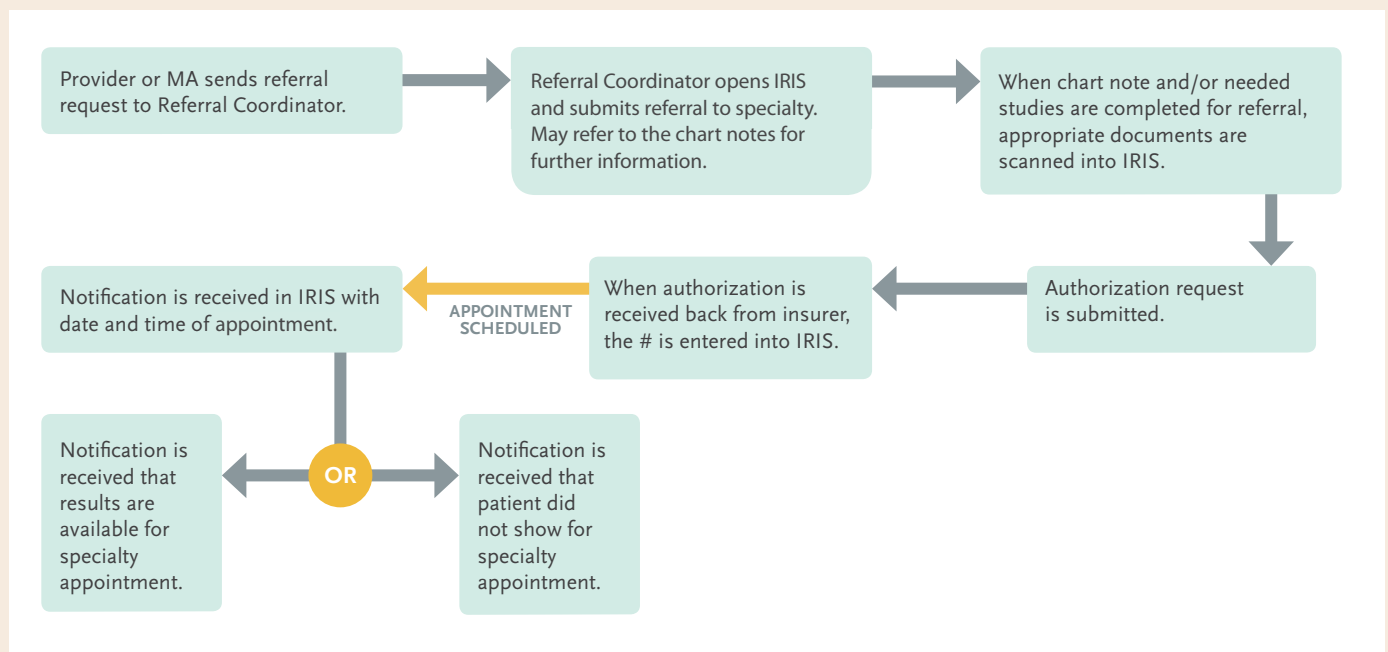 Provider or MA sends referral
request to Referral Coordinator.
Referral Coordinator opens IRIS
and submits referral to specialty.
May refer to the chart notes for
further information.
When chart note and/or needed
studies are completed for referral,
appropriate documents are
scanned into IRIS.
Authorization request
is submitted.
When authorization is
received back from insurer,
the # is entered into IRIS.
APPOINTMENT
SCHEDULED
Notification is received in IRIS with
date and time of appointment.
OR
Notification is
received that
results are
available for
specialty
appointment.
Notification is
received that
patient did
not show for
specialty
appointment.